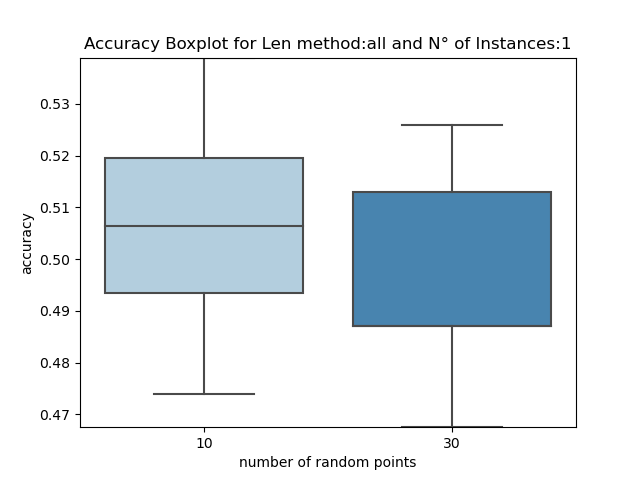 Accuracy Boxplot for Len method:all and N° of Instances:1
0.53
0.52
0.51
0.50
0.49
0.48
0.47
accuracy
10 30
number of random points